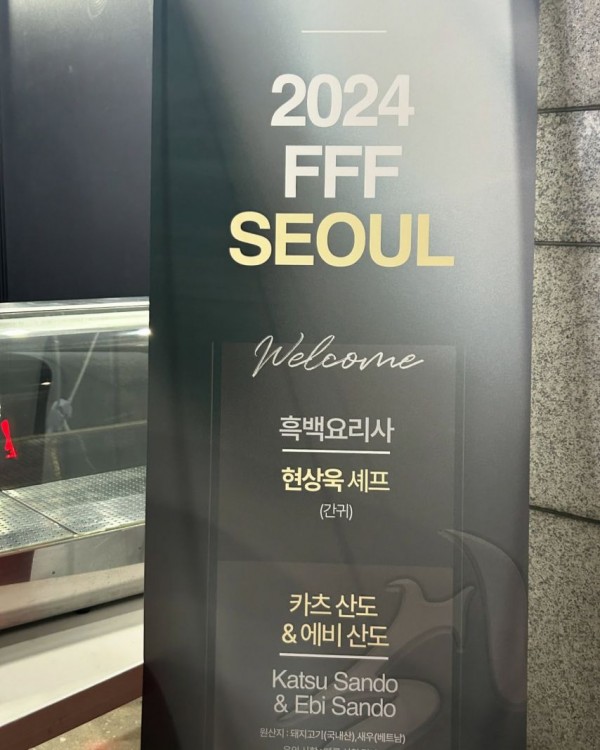 2024
FFF
SEOUL
Welcome
흑백요리사
현상욱 셰프
(간귀)
카츠 산도
& 에비 산도
Katsu Sando
& Ebi Sando
원산지 : 돼지고기(국내산),새우(베트남)